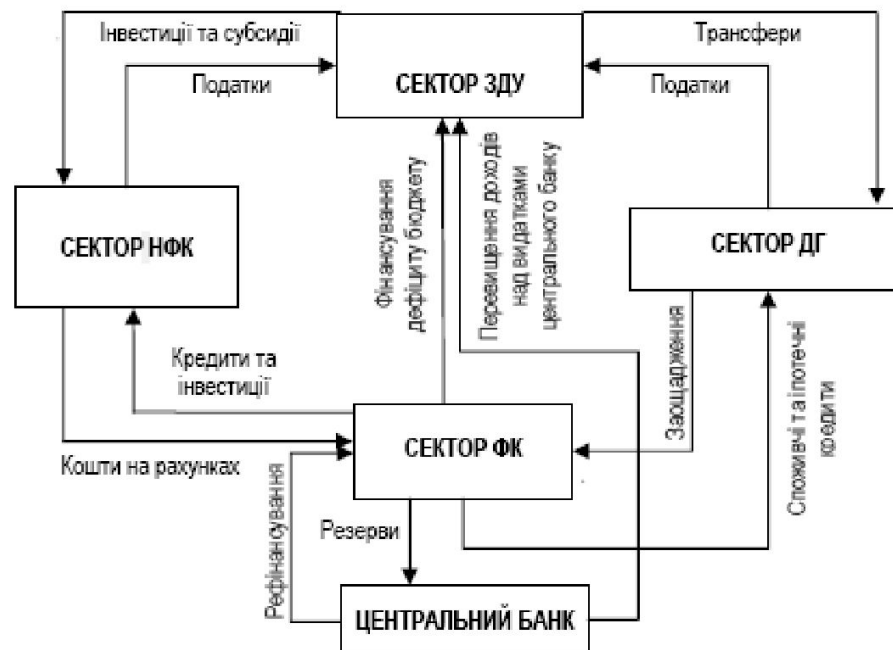 Інвестиції та субсидії
Трансфери
СЕКТОР ЗДУ
Податки
Податки
СЕКТОР НФК
СЕКТОР ДГ
Фінансування
дефіциту бюджету
Перевищення доходів
над видатками
центрального банку
Кредити та
інвестиції
Заощадження
Споживчі та іпотечні
кредити
СЕКТОР ФК
Кошти на рахунках
Рефінансування
Резерви
ЦЕНТРАЛЬНИЙ БАНК